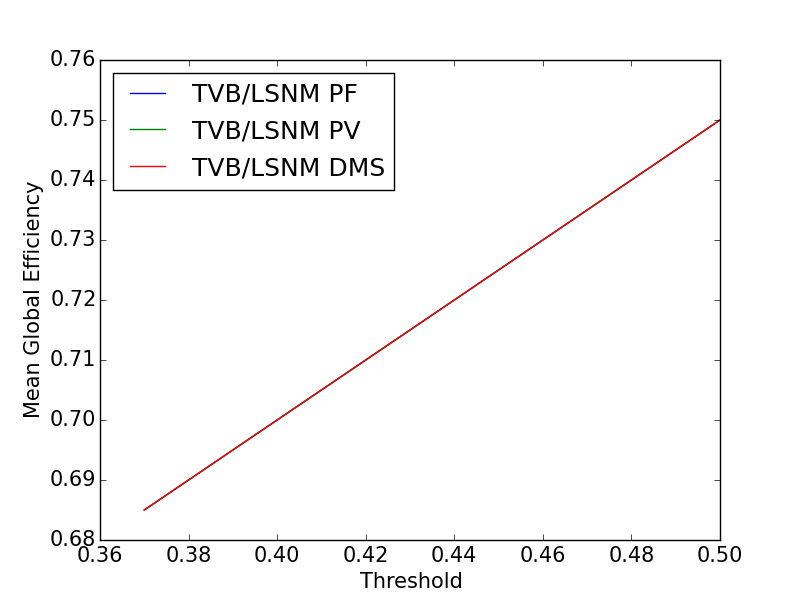 0.76
0.75
0.74
0.73
0.72
0.71
0.70
0.69
0.68
Mean Global Efficiency
TVB/LSNM PF
TVB/LSNM PV
TVB/LSNM DMS
0.36 0.38 0.40 0.42 0.44 0.46 0.48 0.50
Threshold